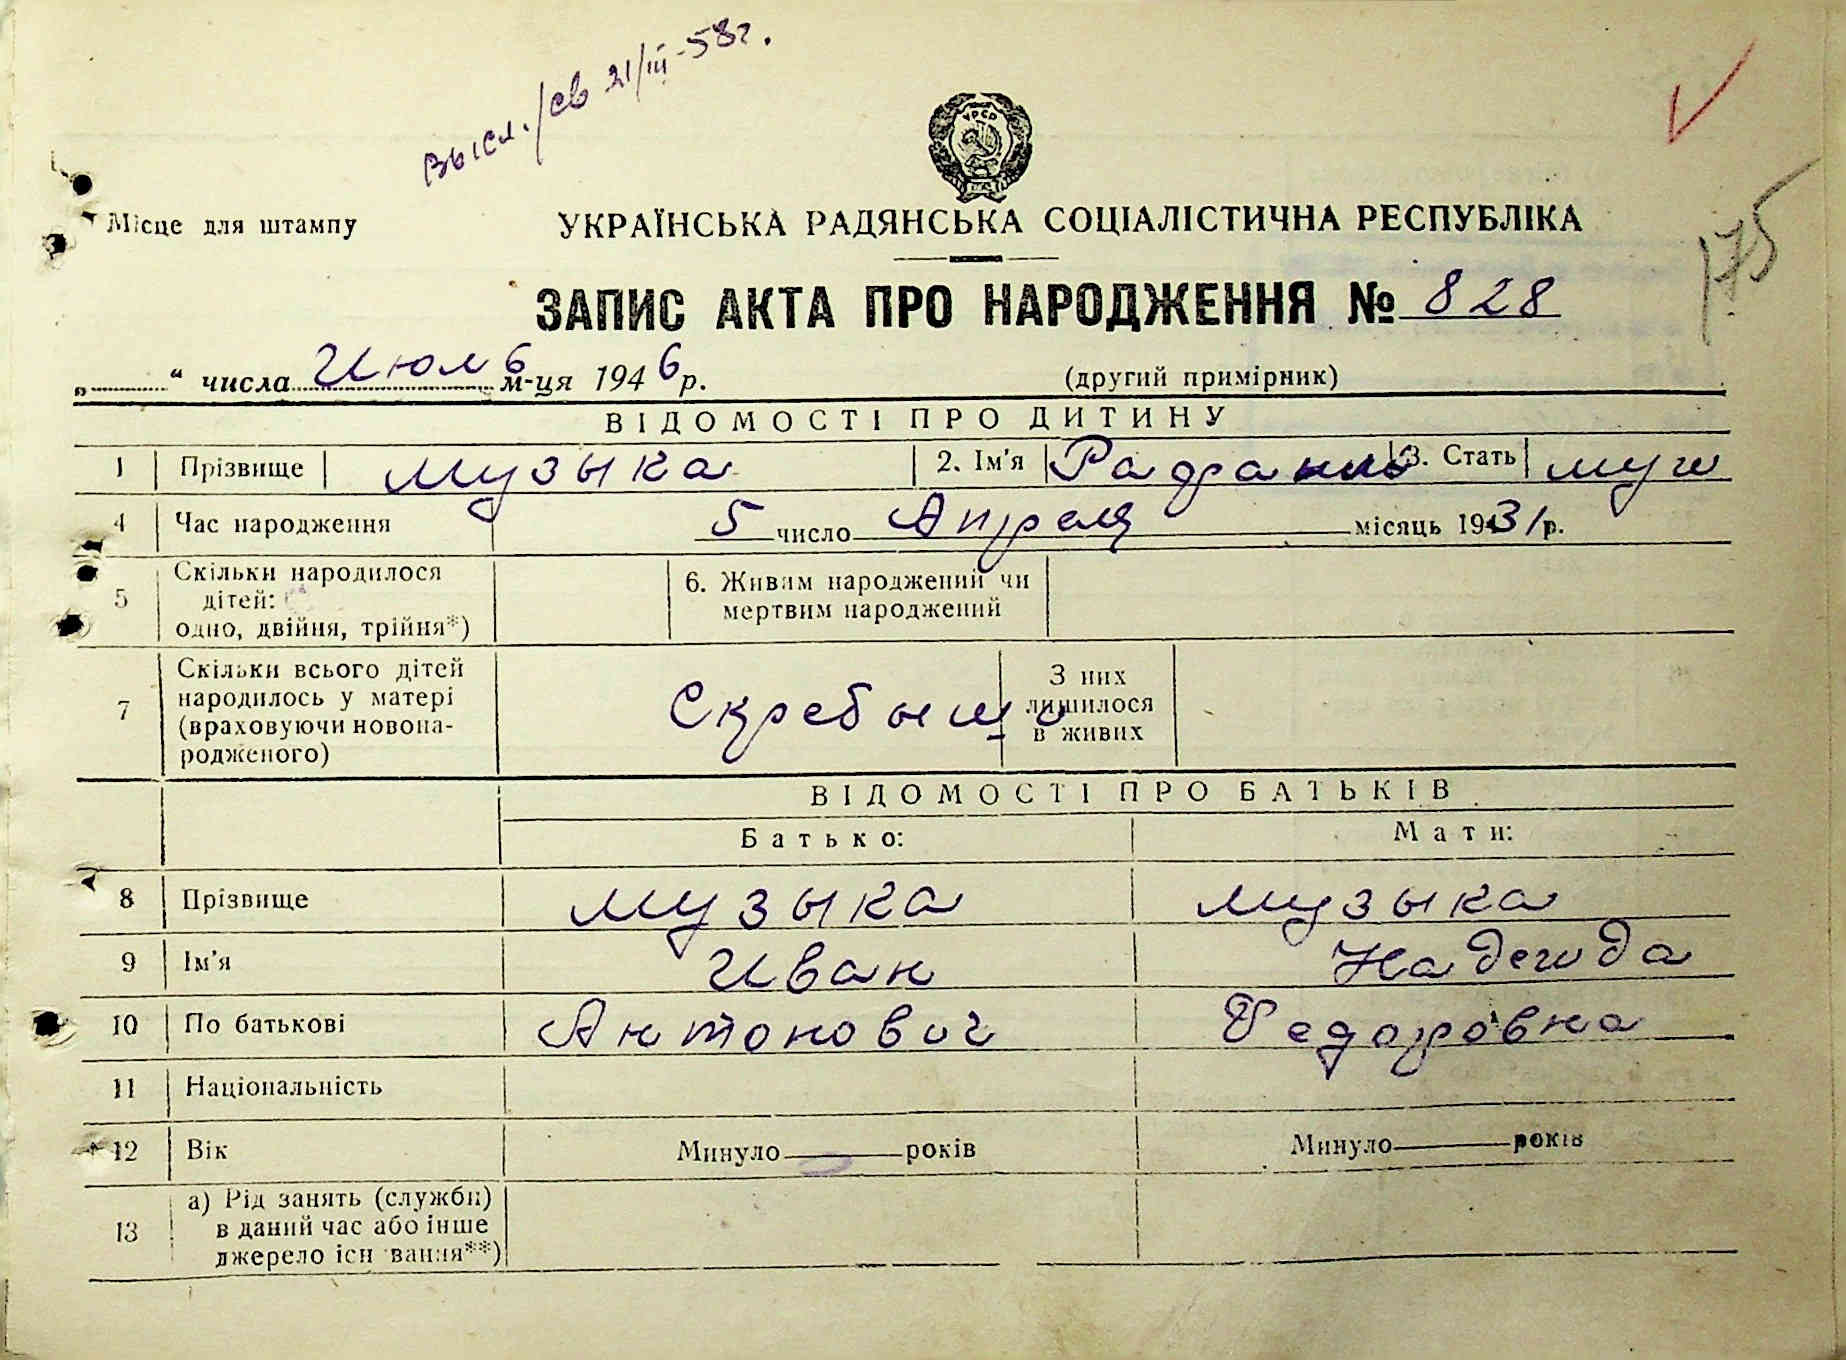 Высл./св 21/III-58г.
УРСР
Місце для штампу
УКРАЇНСЬКА РАДЯНСЬКА СОЦІАЛІСТИЧНА РЕСПУБЛІКА
175
ЗАПИС АКТА ПРО НАРОДЖЕННЯ № 828
„ “ числа Июль м-ця 1946 р. (другий примірник)
ВІДОМОСТІ ПРО ДИТИНУ
1 Прізвище Музыка 2. Ім'я 3. Стать муж
4 Час народження 5 число Апреля місяць 1931 р.
5 Скільки народилося дітей: одно, двійня, трійня*) 6. Живим народжений чи мертвим народжений
7 Скільки всього дітей народилось у матері (враховуючи новонародженого) З них лишилося в живих
ВІДОМОСТІ ПРО БАТЬКІВ
Батько: Мати:
8 Прізвище Музыка Музыка
9 Ім'я Иван Надежда
10 По батькові Антонович Федоровна
11 Національність
12 Вік Минуло років Минуло років
13 а) Рід занять (служби) в даний час або інше джерело існування**)